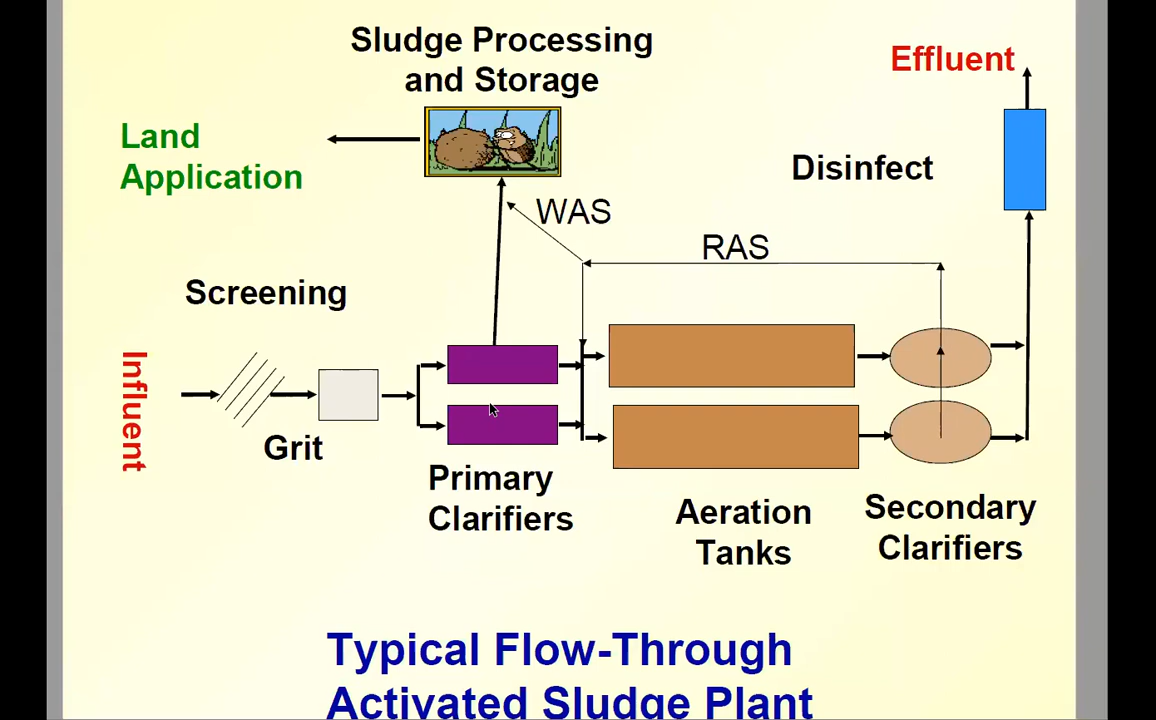 Sludge Processing
and Storage
Effluent
Land
Application
Disinfect
WAS
RAS
Screening
Influent
Grit
Primary
Clarifiers
Aeration
Tanks
Secondary
Clarifiers
Typical Flow-Through
Activated Sludge Plant